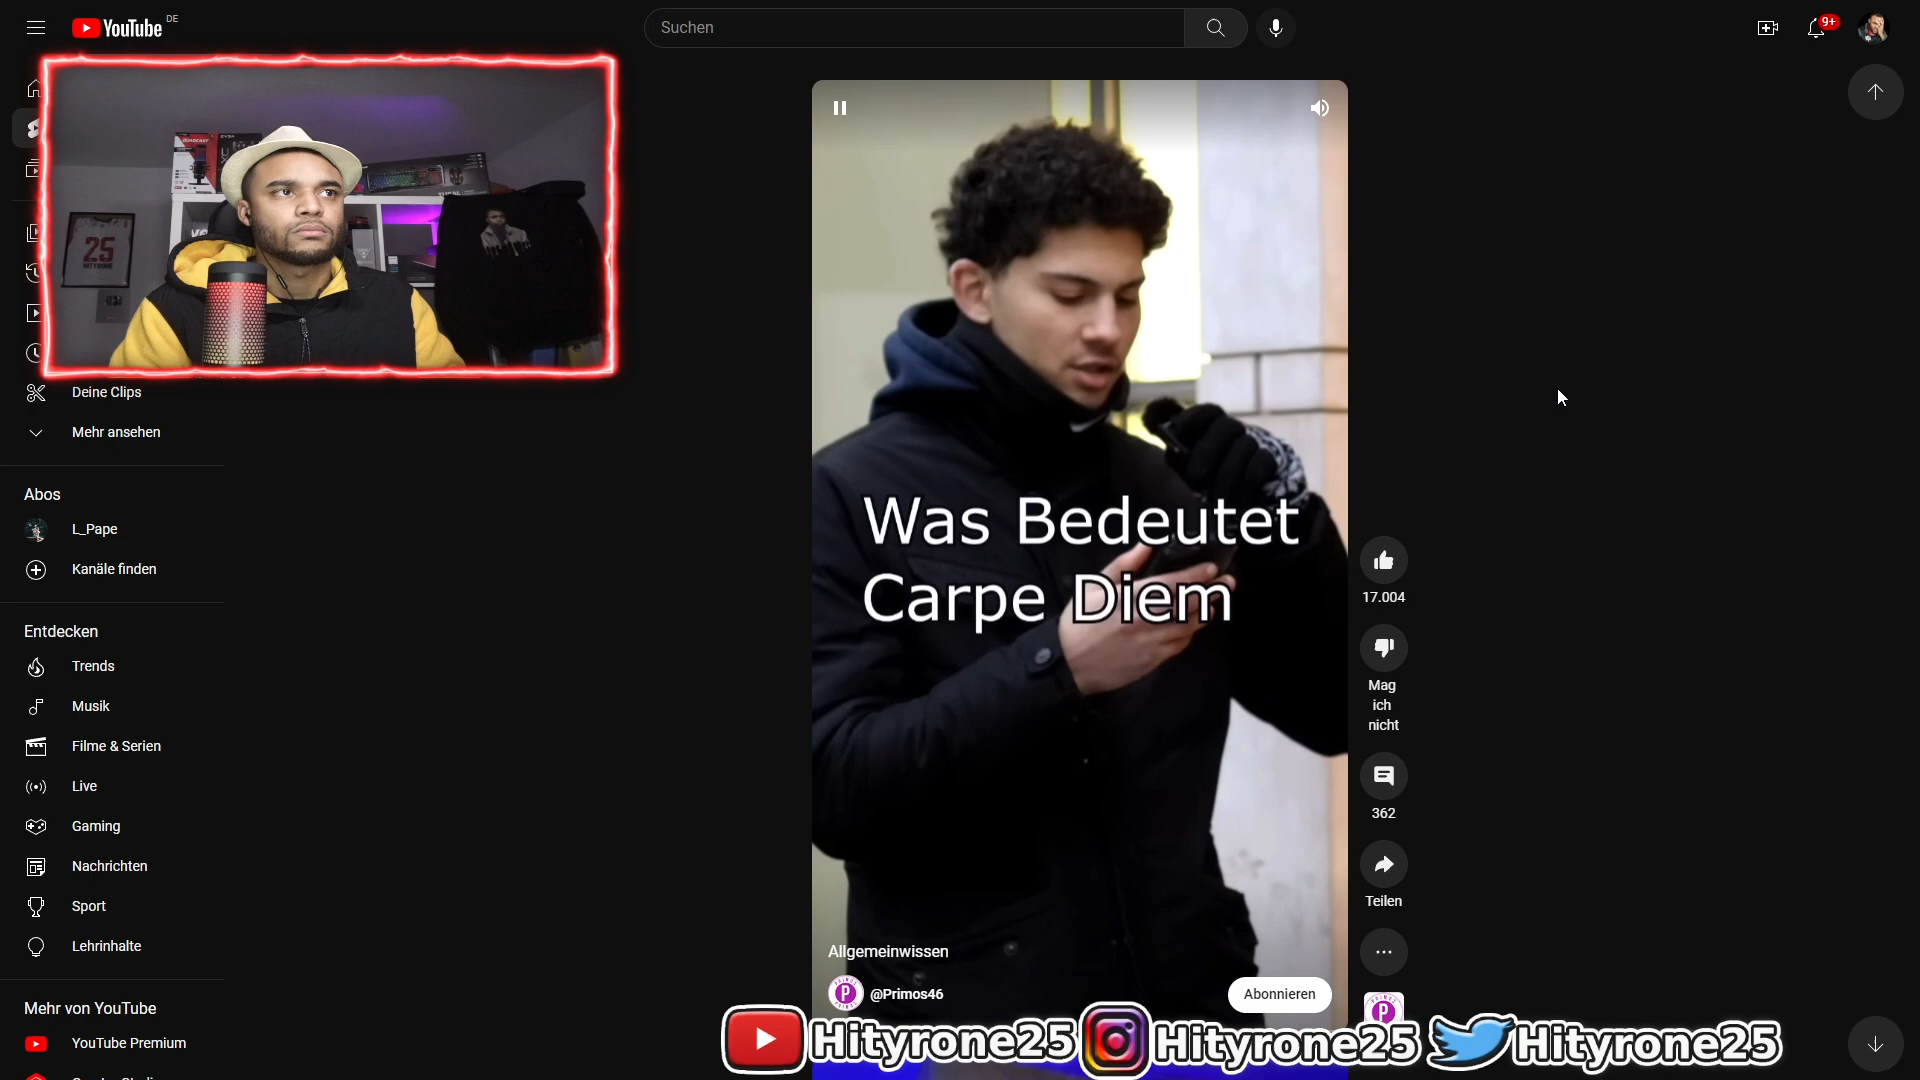 YouTube DE
Suchen
9+
25
HITYRONE
Deine Clips
Mehr ansehen
Abos
L_Pape
Kanäle finden
Entdecken
Trends
Musik
Filme & Serien
Live
Gaming
Nachrichten
Sport
Lehrinhalte
Mehr von YouTube
YouTube Premium
Was Bedeutet
Carpe Diem
17.004
Mag
ich
nicht
362
Teilen
Allgemeinwissen
@Primos46
Abonnieren
Hityrone25 Hityrone25 Hityrone25